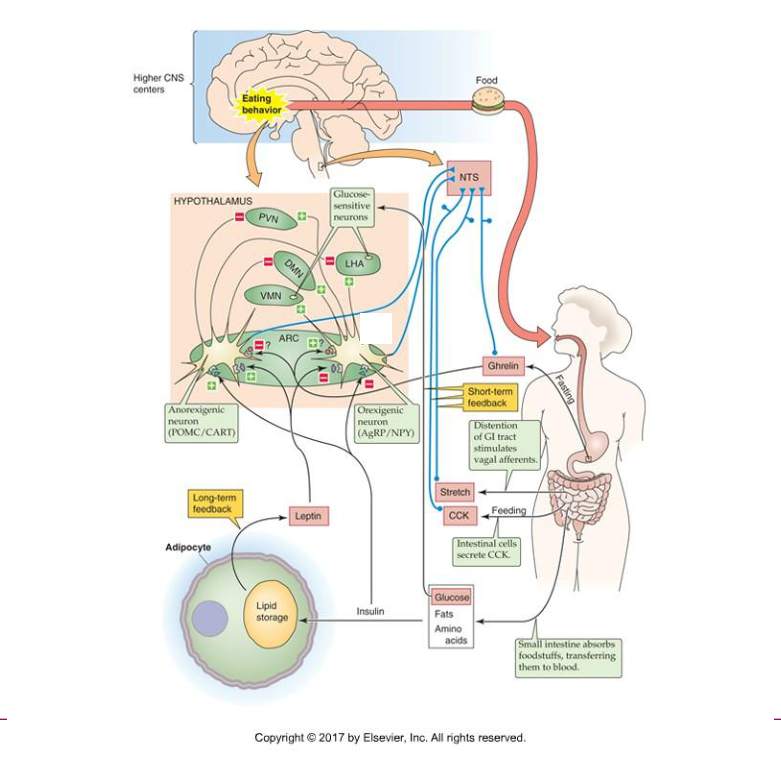 Higher CNS
centers
Eating
behavior
Food
NTS
HYPOTHALAMUS
Glucose-
sensitive
neurons
PVN
DMN
LHA
VMN
ARC
?
?
Ghrelin
Short-term
feedback
Fasting
Anorexigenic
neuron
(POMC/CART)
Orexigenic
neuron
(AgRP/NPY)
Distention
of GI tract
stimulates
vagal afferents.
Stretch
CCK
Feeding
Intestinal cells
secrete CCK.
Long-term
feedback
Leptin
Adipocyte
Lipid
storage
Insulin
Glucose
Fats
Amino
acids
Small intestine absorbs
foodstuffs, transferring
them to blood.
Copyright © 2017 by Elsevier, Inc. All rights reserved.